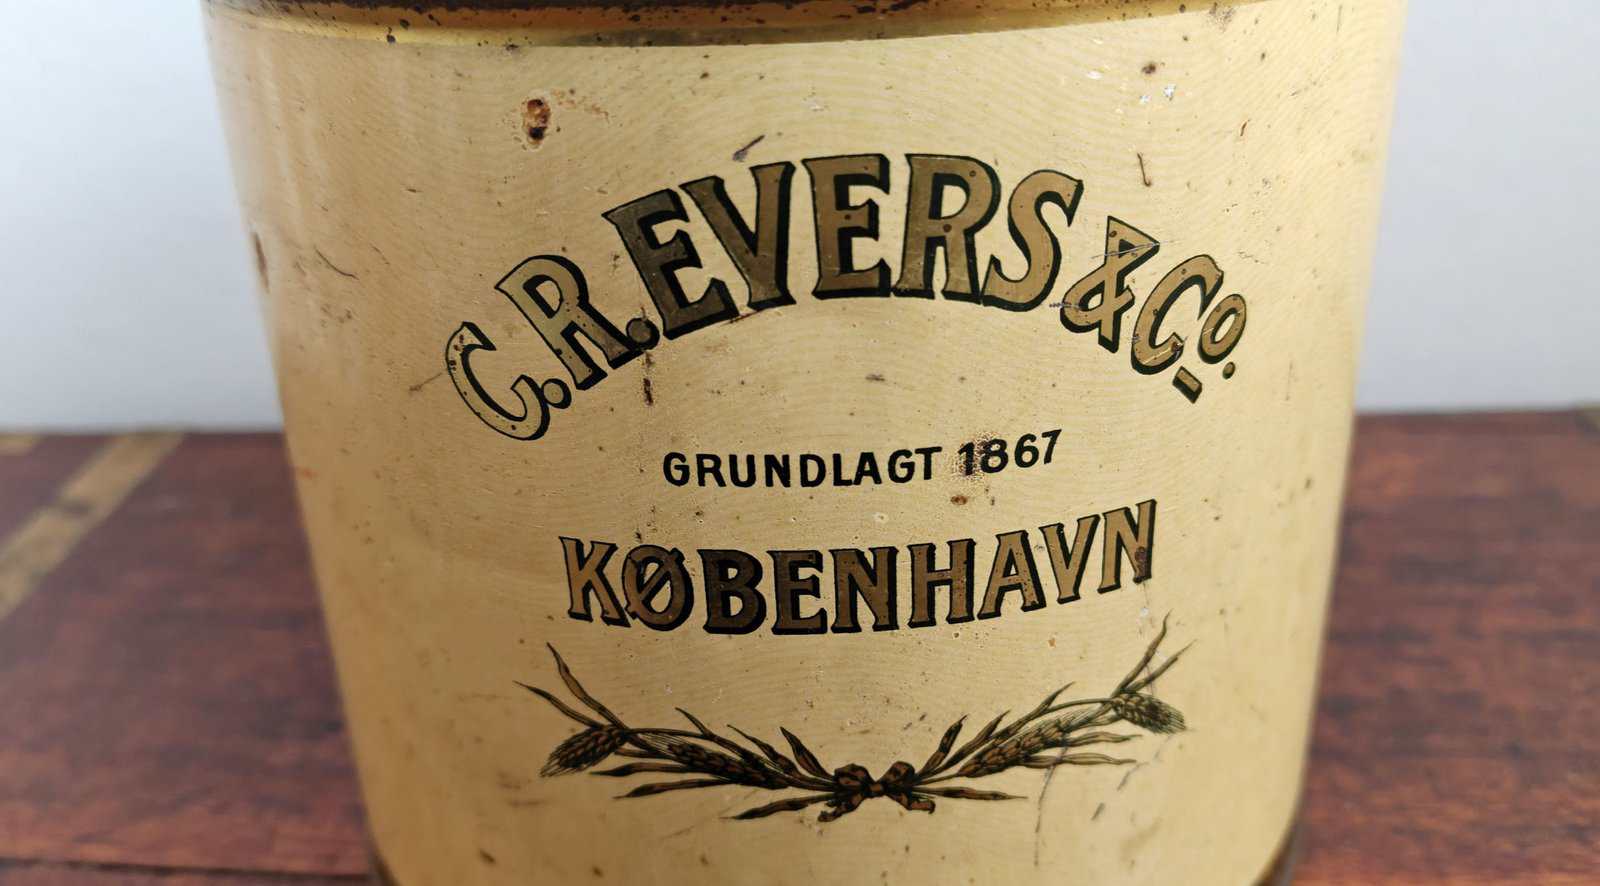 C.R. EVERS & Co.
GRUNDLAGT 1867
KØBENHAVN